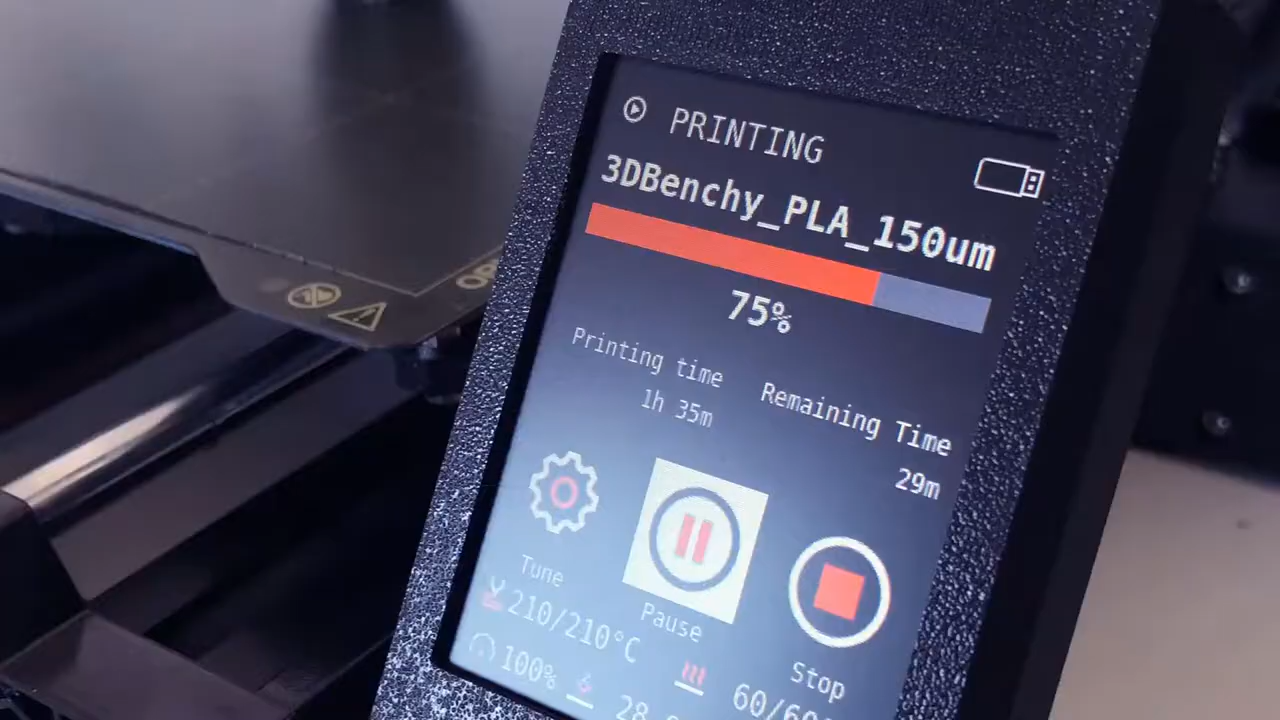 PRINTING
3DBenchy_PLA_150um
75%
Printing time
1h 35m
Remaining Time
29m
Tune
Pause
Stop
210/210°C
100%